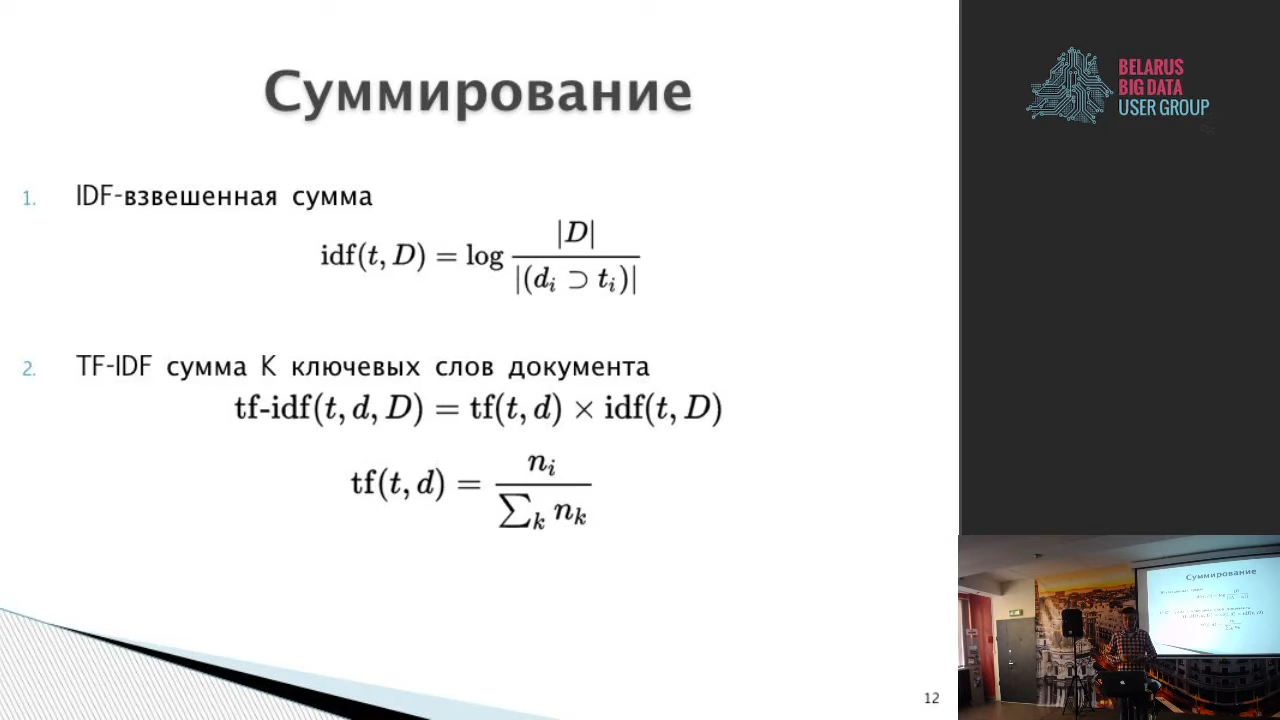 Суммирование
1. IDF-взвешенная сумма
idf(t, D) = log |D| / |(d_i ⊃ t_i)|
2. TF-IDF сумма K ключевых слов документа
tf-idf(t, d, D) = tf(t, d) × idf(t, D)
tf(t, d) = n_i / ∑_k n_k
12
BELARUS
BIG DATA
USER GROUP
Суммирование